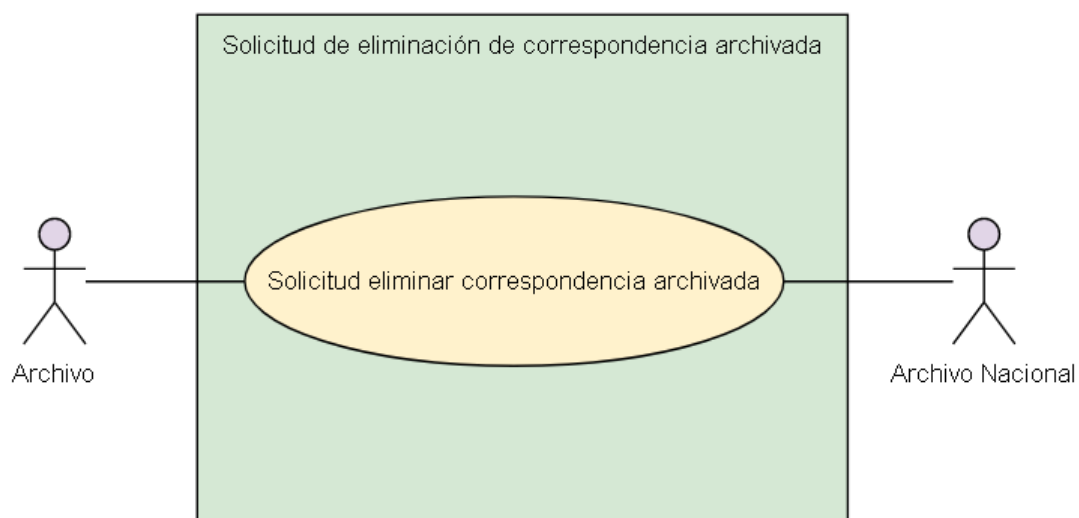 Solicitud de eliminación de correspondencia archivada
Solicitud eliminar correspondencia archivada
Archivo
Archivo Nacional